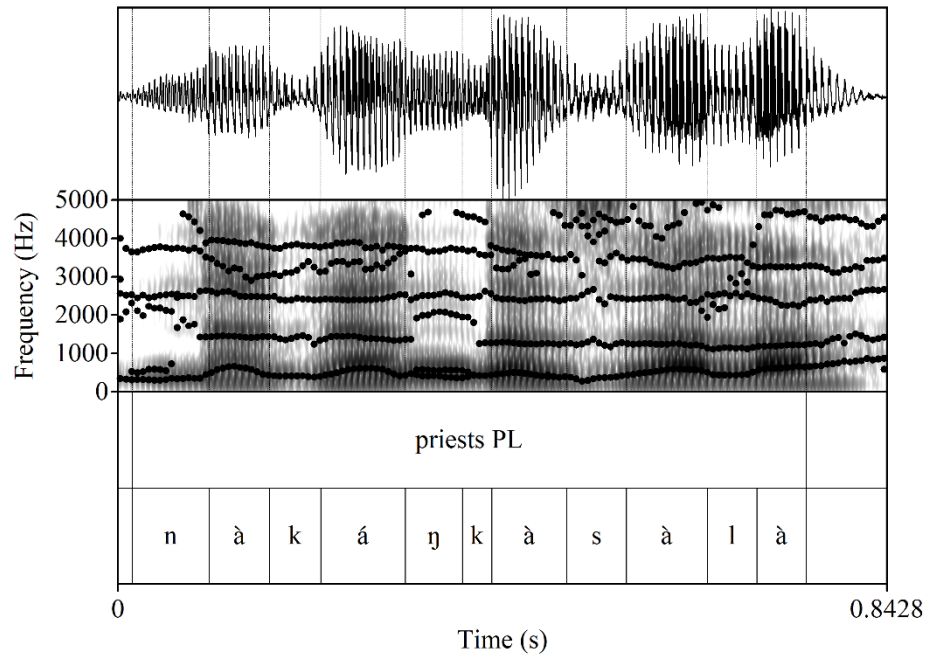 5000
4000
3000
2000
1000
0
Frequency (Hz)
priests PL
n à k á ŋ k à s à l à
0 0.8428
Time (s)